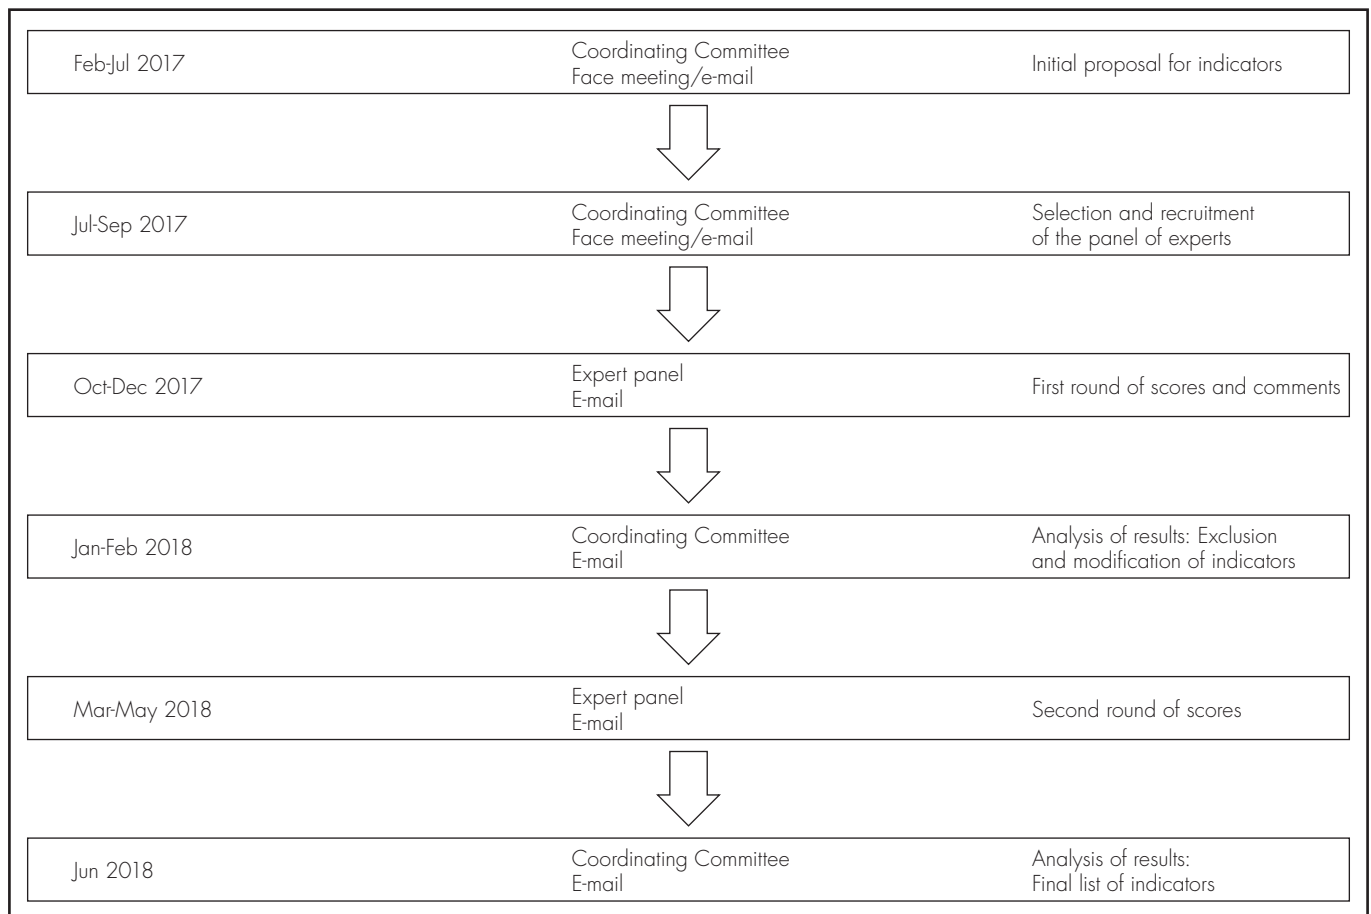 Feb-Jul 2017
Coordinating Committee
Face meeting/e-mail
Initial proposal for indicators
Jul-Sep 2017
Coordinating Committee
Face meeting/e-mail
Selection and recruitment
of the panel of experts
Oct-Dec 2017
Expert panel
E-mail
First round of scores and comments
Jan-Feb 2018
Coordinating Committee
E-mail
Analysis of results: Exclusion
and modification of indicators
Mar-May 2018
Expert panel
E-mail
Second round of scores
Jun 2018
Coordinating Committee
E-mail
Analysis of results:
Final list of indicators